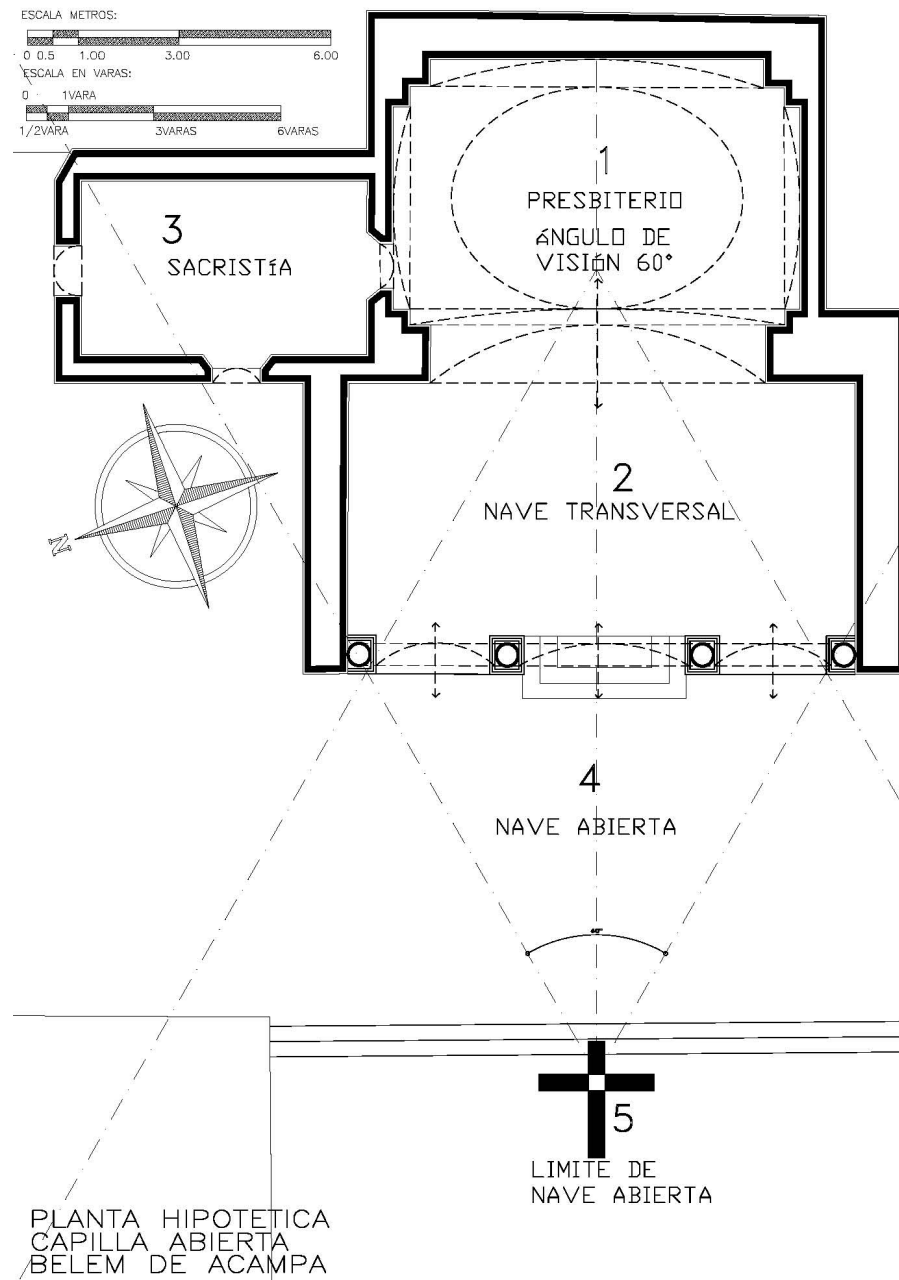 ESCALA METROS:
0 0.5 1.00 3.00 6.00
ESCALA EN VARAS:
0 1VARA
1/2VARA 3VARAS 6VARAS
1
PRESBITERIO
ÁNGULO DE
VISIÓN 60°
3
SACRISTíA
2
NAVE TRANSVERSAL
N
4
NAVE ABIERTA
60°
5
LIMITE DE
NAVE ABIERTA
PLANTA HIPOTETICA
CAPILLA ABIERTA
BELEM DE ACAMPA